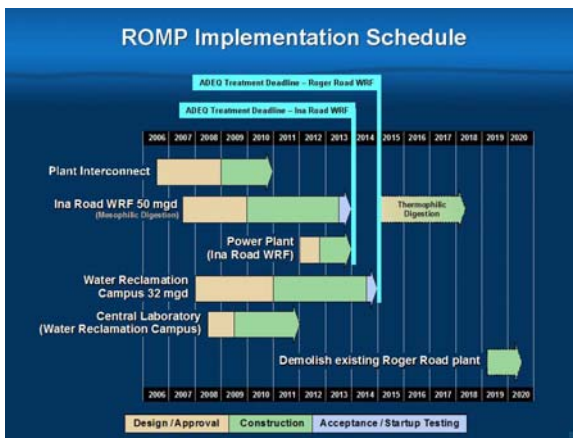 ROMP Implementation Schedule
ADEQ Treatment Deadline – Roger Road WRF
ADEQ Treatment Deadline – Ina Road WRF
2006 2007 2008 2009 2010 2011 2012 2013 2014 2015 2016 2017 2018 2019 2020
Plant Interconnect
Ina Road WRF 50 mgd
(Mesophilic Digestion)
Thermophilic
Digestion
Power Plant
(Ina Road WRF)
Water Reclamation
Campus 32 mgd
Central Laboratory
(Water Reclamation Campus)
Demolish existing Roger Road plant
2006 2007 2008 2009 2010 2011 2012 2013 2014 2015 2016 2017 2018 2019 2020
Design / Approval Construction Acceptance / Startup Testing